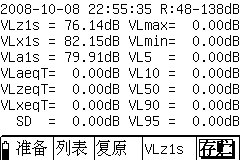 2008-10-08 22:55:35 R:48-138dB
VLz1s = 76.14dB VLmax= 0.00dB
VLx1s = 82.15dB VLmin= 0.00dB
VLa1s = 79.91dB VL5 = 0.00dB
VLaeqT= 0.00dB VL10 = 0.00dB
VLzeqT= 0.00dB VL50 = 0.00dB
VLxeqT= 0.00dB VL90 = 0.00dB
SD = 0.00dB VL95 = 0.00dB
准备 列表 复原 VLz1s 存贮